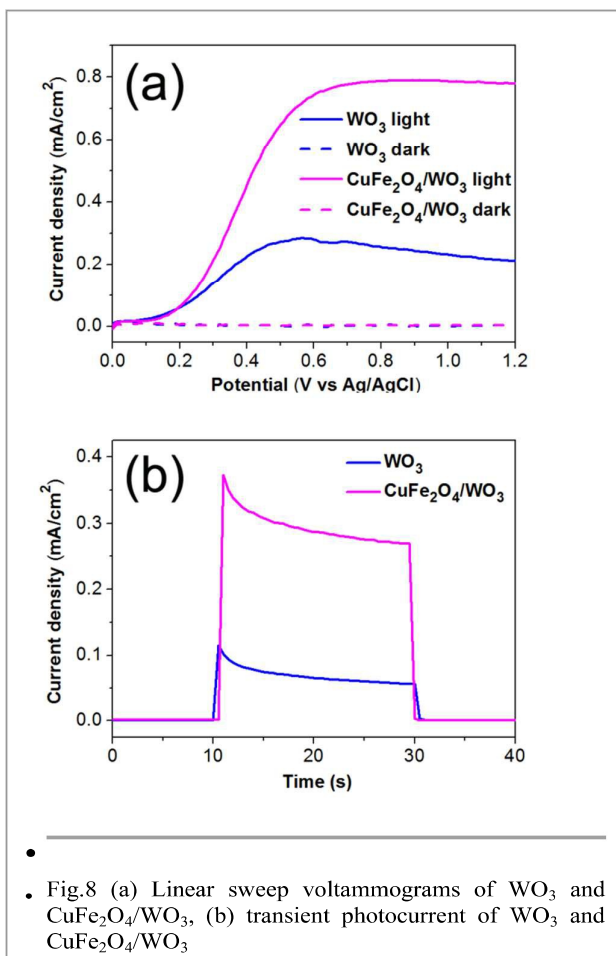 (a)
0.8
0.6
0.4
0.2
0.0
Current density (mA/cm²)
WO₃ light
WO₃ dark
CuFe₂O₄/WO₃ light
CuFe₂O₄/WO₃ dark
0.0 0.2 0.4 0.6 0.8 1.0 1.2
Potential (V vs Ag/AgCl)
(b)
0.4
0.3
0.2
0.1
0.0
Current density (mA/cm²)
WO₃
CuFe₂O₄/WO₃
0 10 20 30 40
Time (s)
•
• Fig.8 (a) Linear sweep voltammograms of WO₃ and
CuFe₂O₄/WO₃, (b) transient photocurrent of WO₃ and
CuFe₂O₄/WO₃